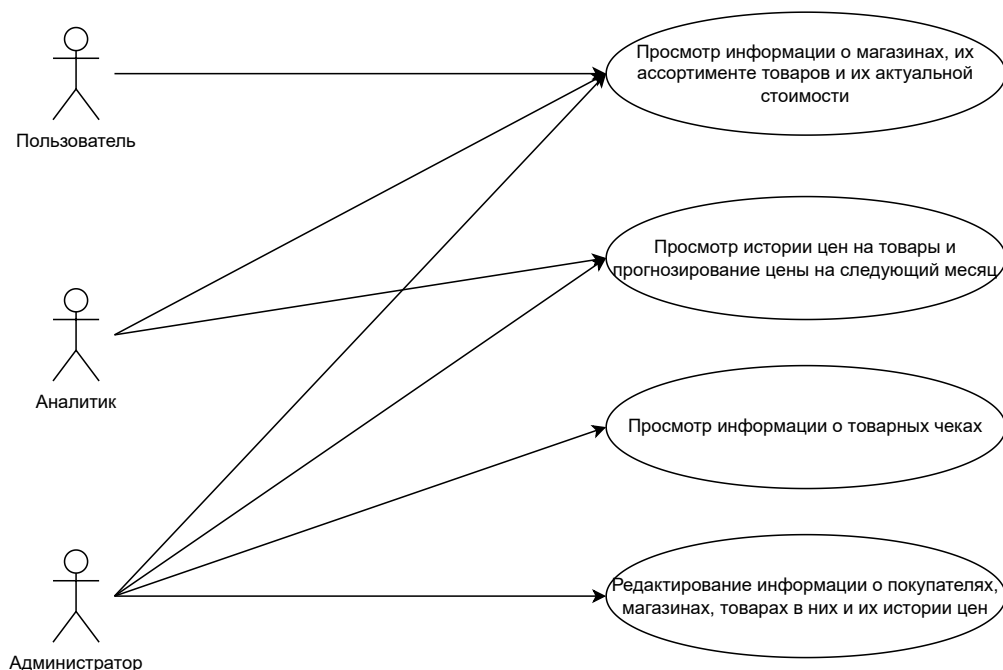 Просмотр информации о магазинах, их
ассортименте товаров и их актуальной
стоимости
Пользователь
Просмотр истории цен на товары и
прогнозирование цены на следующий месяц
Аналитик
Просмотр информации о товарных чеках
Редактирование информации о покупателях,
магазинах, товарах в них и их истории цен
Администратор